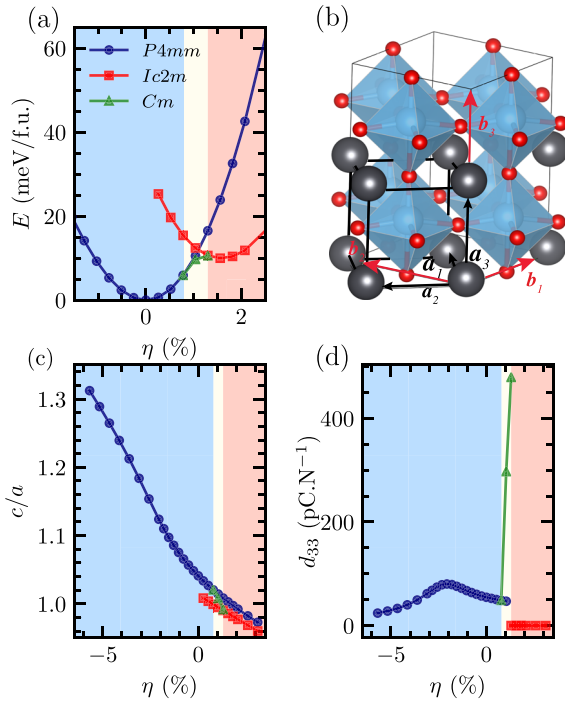 (a)
60
40
20
0
E (meV/f.u.)
P4mm
Ic2m
Cm
0
2
η (%)
(b)
b₃
b
a₁
a₃
a₂
b₁
(c)
1.3
1.2
1.1
1.0
c/a
−5
0
η (%)
(d)
400
200
0
d₃₃ (pC.N⁻¹)
−5
0
η (%)